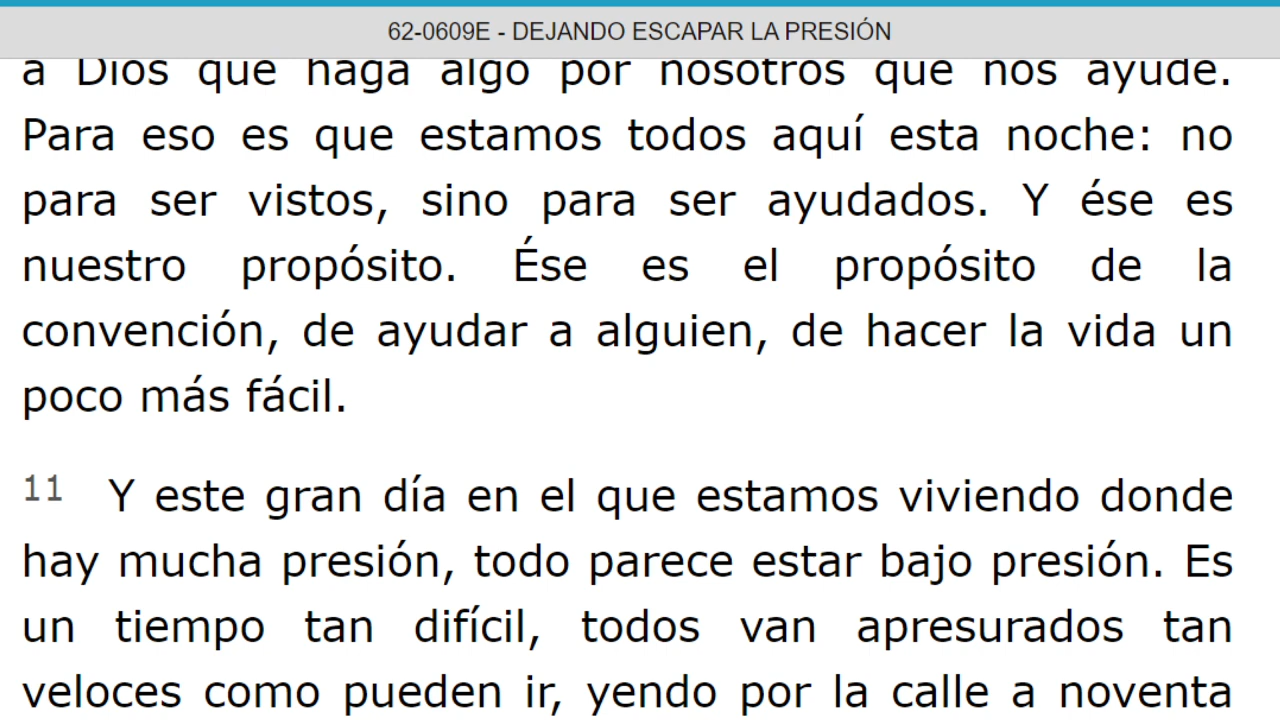 62-0609E - DEJANDO ESCAPAR LA PRESIÓN
a Dios que haga algo por nosotros que nos ayude.
Para eso es que estamos todos aquí esta noche: no
para ser vistos, sino para ser ayudados. Y ése es
nuestro propósito. Ése es el propósito de la
convención, de ayudar a alguien, de hacer la vida un
poco más fácil.
11 Y este gran día en el que estamos viviendo donde
hay mucha presión, todo parece estar bajo presión. Es
un tiempo tan difícil, todos van apresurados tan
veloces como pueden ir, yendo por la calle a noventa